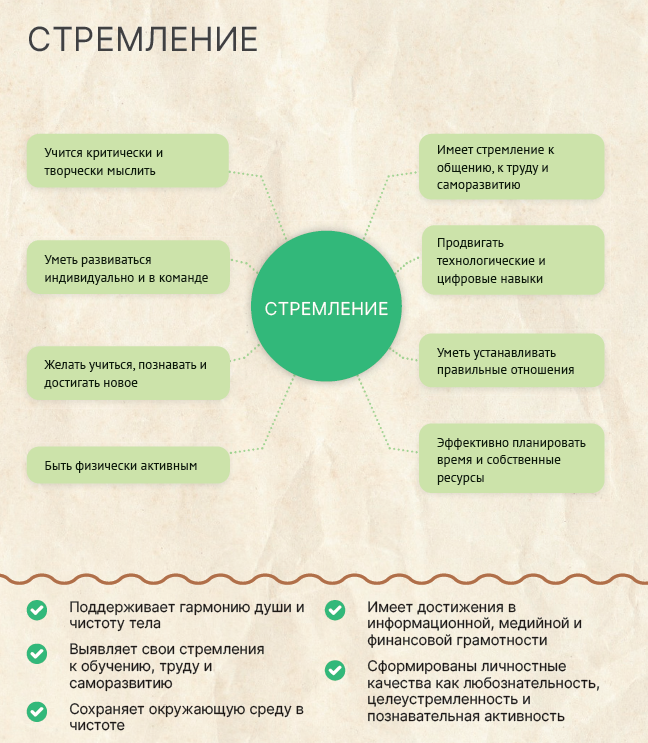 СТРЕМЛЕНИЕ
Учится критически и
творчески мыслить
Уметь развиваться
индивидуально и в команде
Желать учиться, познавать и
достигать новое
Быть физически активным
СТРЕМЛЕНИЕ
Имеет стремление к
общению, к труду и
саморазвитию
Продвигать
технологические и
цифровые навыки
Уметь устанавливать
правильные отношения
Эффективно планировать
время и собственные
ресурсы
Поддерживает гармонию души и
чистоту тела
Выявляет свои стремления
к обучению, труду и
саморазвитию
Сохраняет окружающую среду в
чистоте
Имеет достижения в
информационной, медийной и
финансовой грамотности
Сформированы личностные
качества как любознательность,
целеустремленность и
познавательная активность